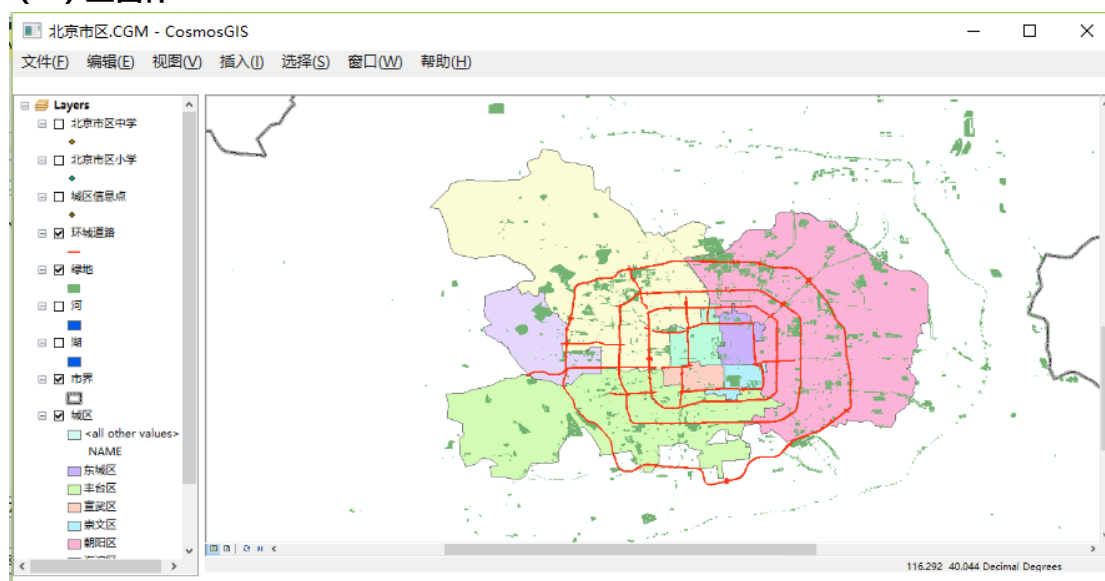 北京市区.CGM - CosmosGIS
文件(F) 编辑(E) 视图(V) 插入(I) 选择(S) 窗口(W) 帮助(H)
Layers
北京市区中学
北京市区小学
城区信息点
环城道路
绿地
河
湖
市界
城区
<all other values>
NAME
东城区
丰台区
宣武区
崇文区
朝阳区
116.292 40.044 Decimal Degrees